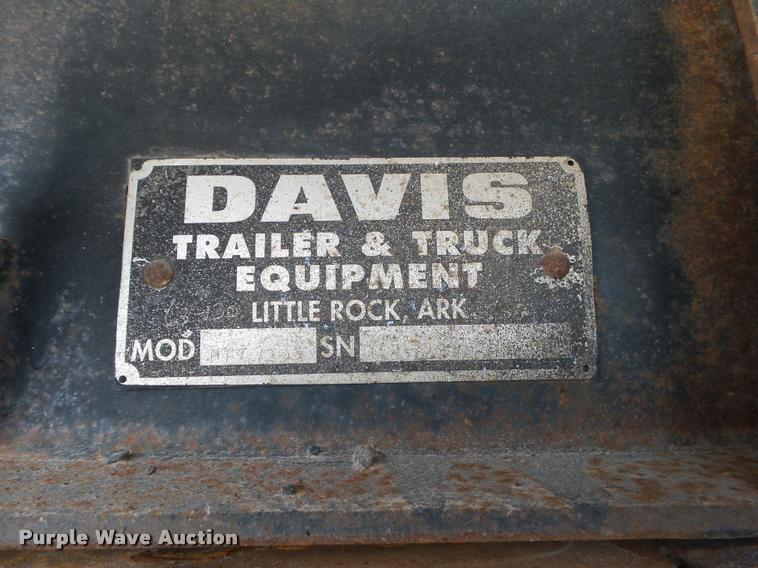 DAVIS
TRAILER & TRUCK
EQUIPMENT
LITTLE ROCK, ARK
MOD SN
Purple Wave Auction